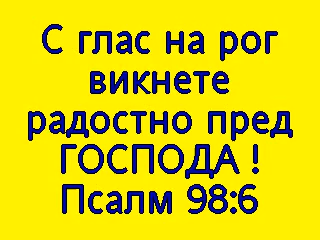 С глас на рог
викнете
радостно пред
ГОСПОДА !
Псалм 98:6